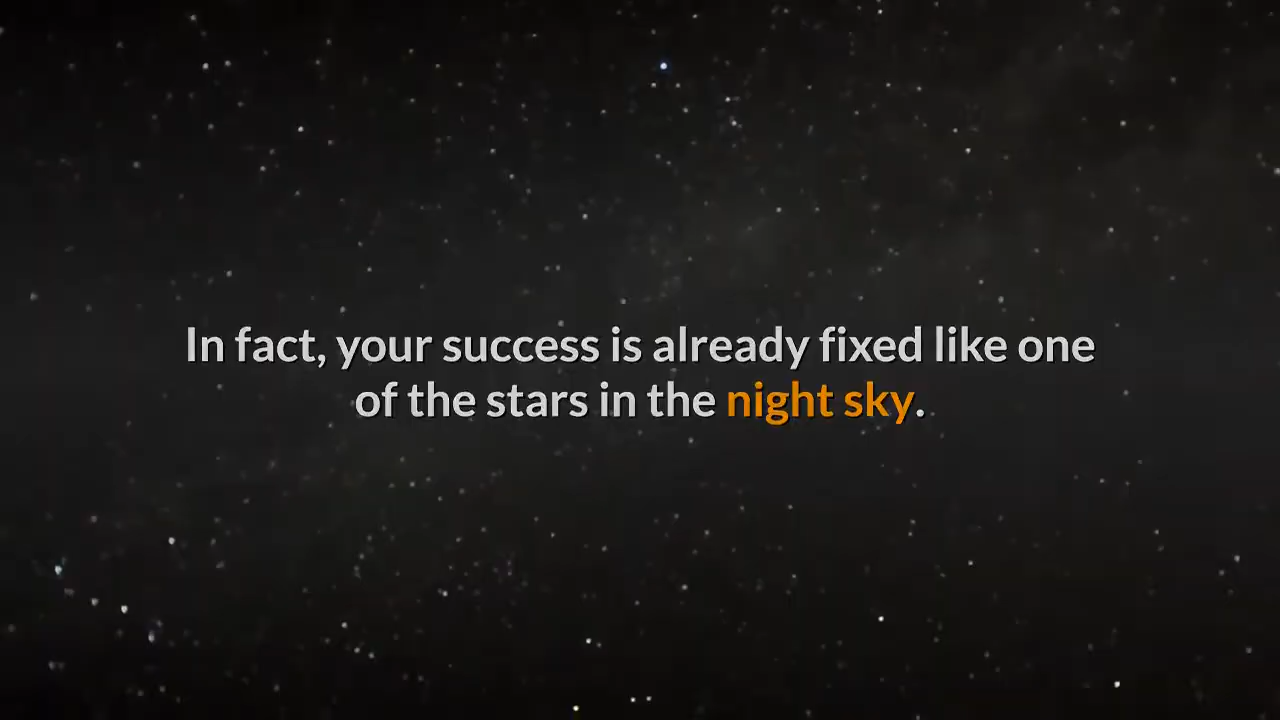 In fact, your success is already fixed like one
of the stars in the night sky.